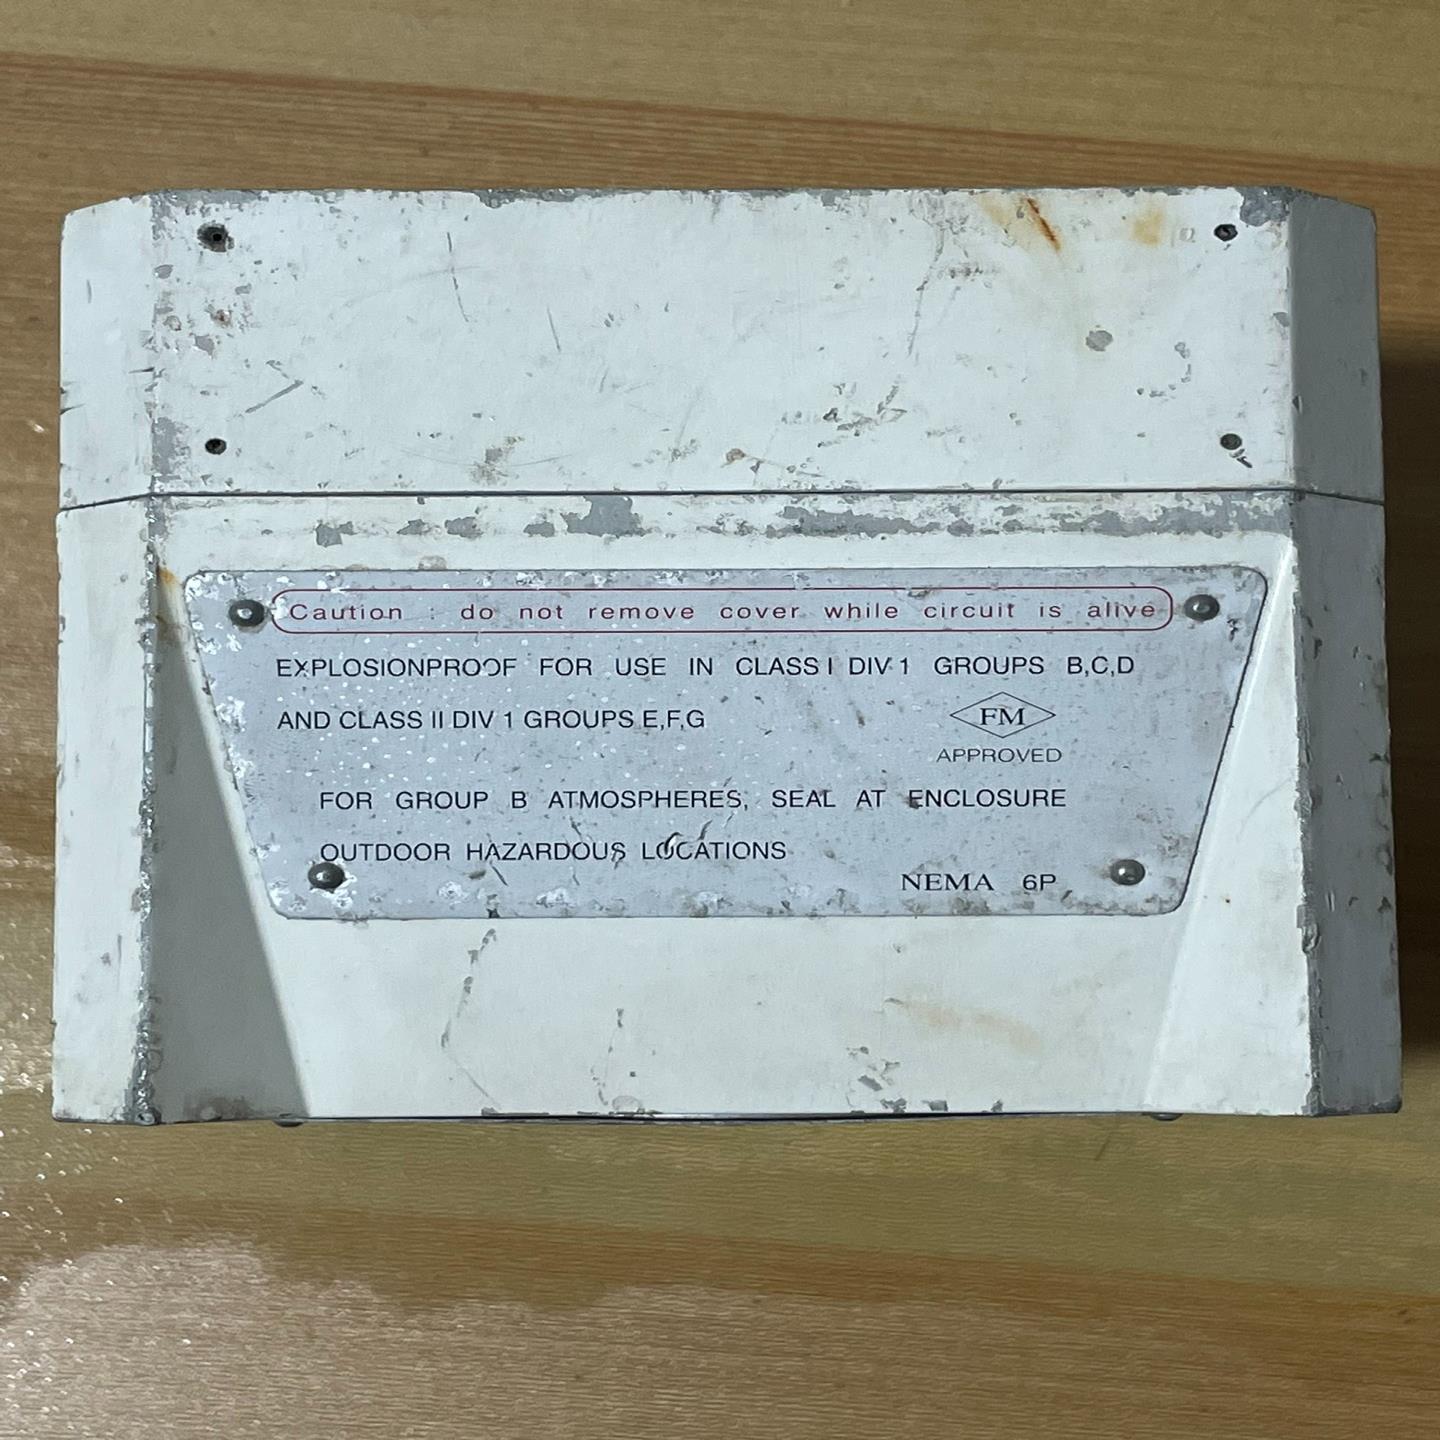 Caution : do not remove cover while circuit is alive
EXPLOSIONPROOF FOR USE IN CLASS I DIV 1 GROUPS B,C,D
AND CLASS II DIV 1 GROUPS E,F,G
FM
APPROVED
FOR GROUP B ATMOSPHERES, SEAL AT ENCLOSURE
OUTDOOR HAZARDOUS LOCATIONS
NEMA 6P